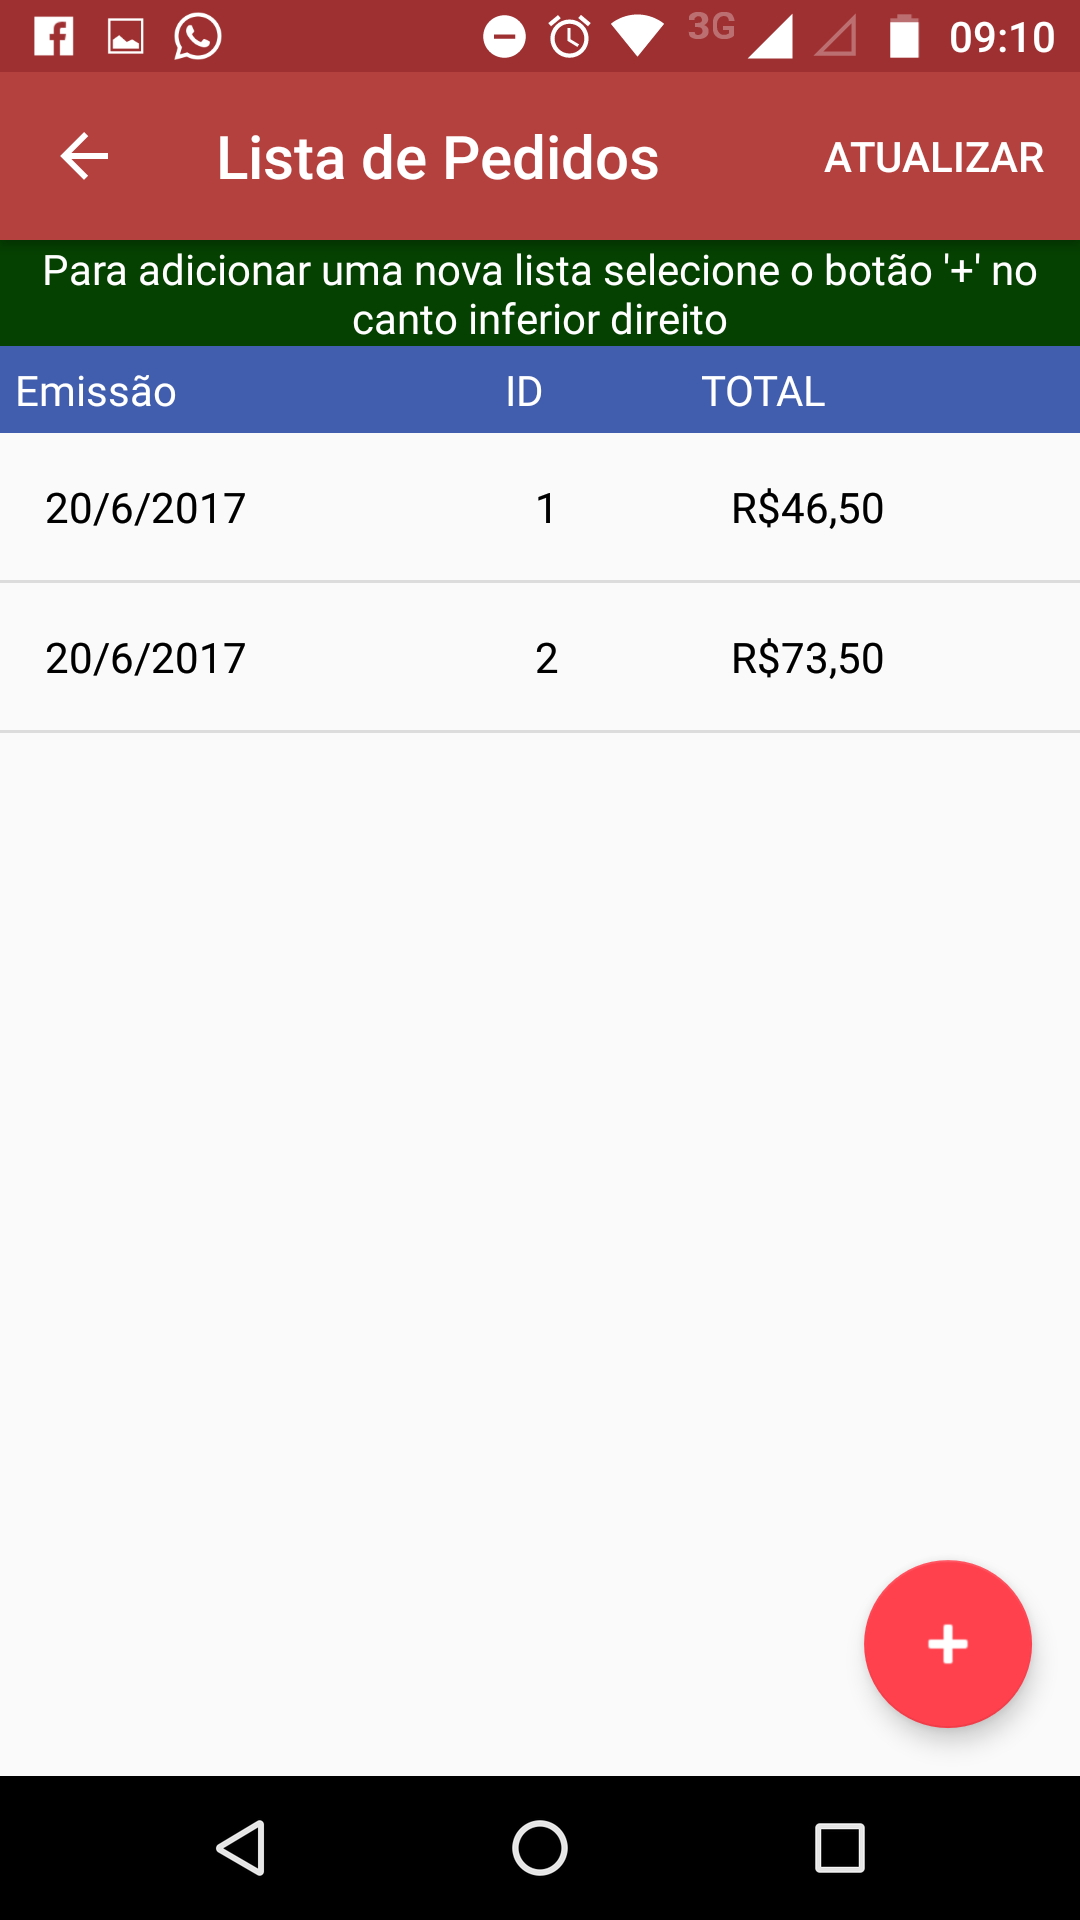 3G 09:10
Lista de Pedidos ATUALIZAR
Para adicionar uma nova lista selecione o botão '+' no
canto inferior direito
Emissão ID TOTAL
20/6/2017 1 R$46,50
20/6/2017 2 R$73,50
+